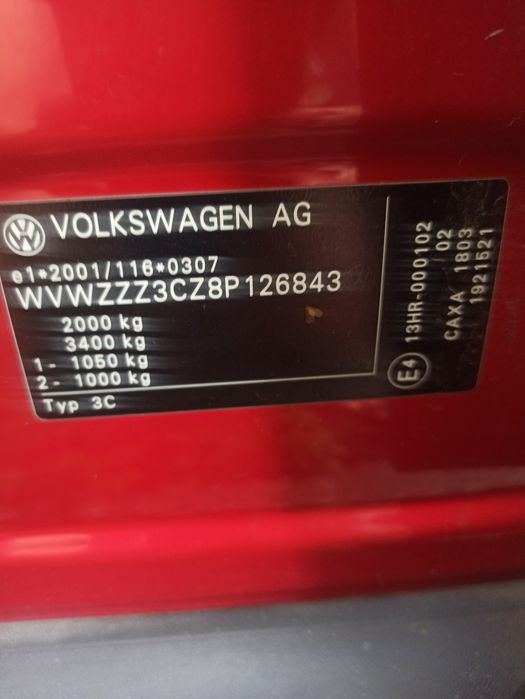 VOLKSWAGEN AG
e1*2001/116*0307
WVWZZZ3CZ8P126843
2000 kg
3400 kg
1- 1050 kg
2- 1000 kg
Typ 3C
E4
13HR-000102
/02
CAXA 1803
1921521